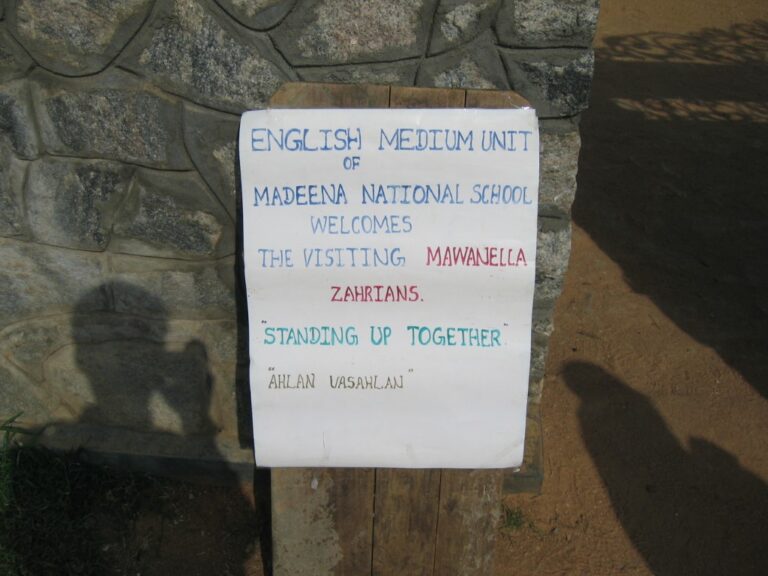 ENGLISH MEDIUM UNIT
OF
MADEENA NATIONAL SCHOOL
WELCOMES
THE VISITING MAWANELLA
ZAHRIANS.
"STANDING UP TOGETHER"
"AHLAN VASAHLAN"